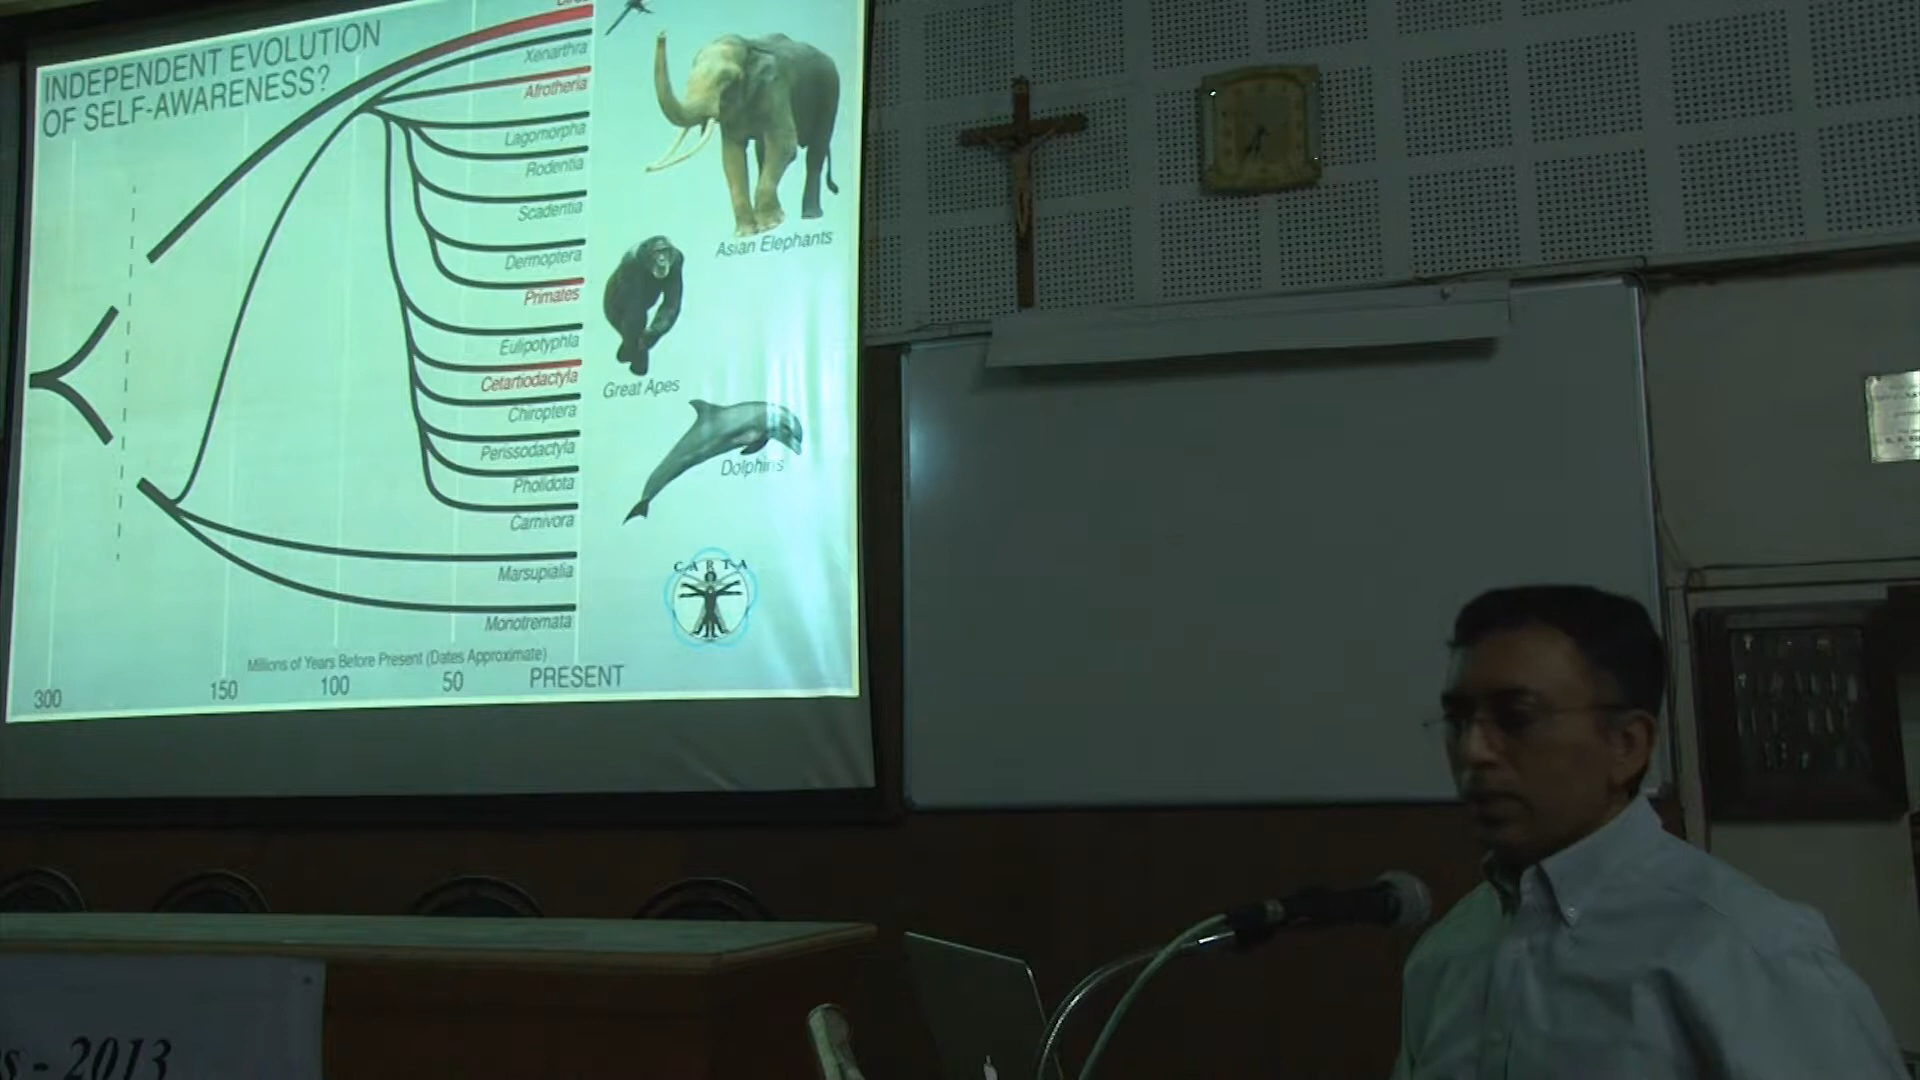 INDEPENDENT EVOLUTION
OF SELF-AWARENESS?
Xenarthra
Afrotheria
Lagomorpha
Rodentia
Scadentia
Dermoptera
Primates
Eulipotyphla
Cetartiodactyla
Chiroptera
Perissodactyla
Pholidota
Carnivora
Marsupialia
Monotremata
Asian Elephants
Great Apes
Dolphins
CARTA
Millions of Years Before Present (Dates Approximate)
300
150
100
50
PRESENT
s - 2013